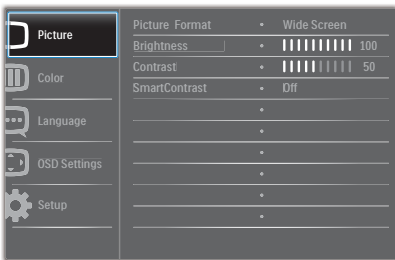 Picture
Color
Language
OSD Settings
Setup
Picture Format • Wide Screen
Brightness • 100
Contrast • 50
SmartContrast • Off
•
•
•
•
•
•